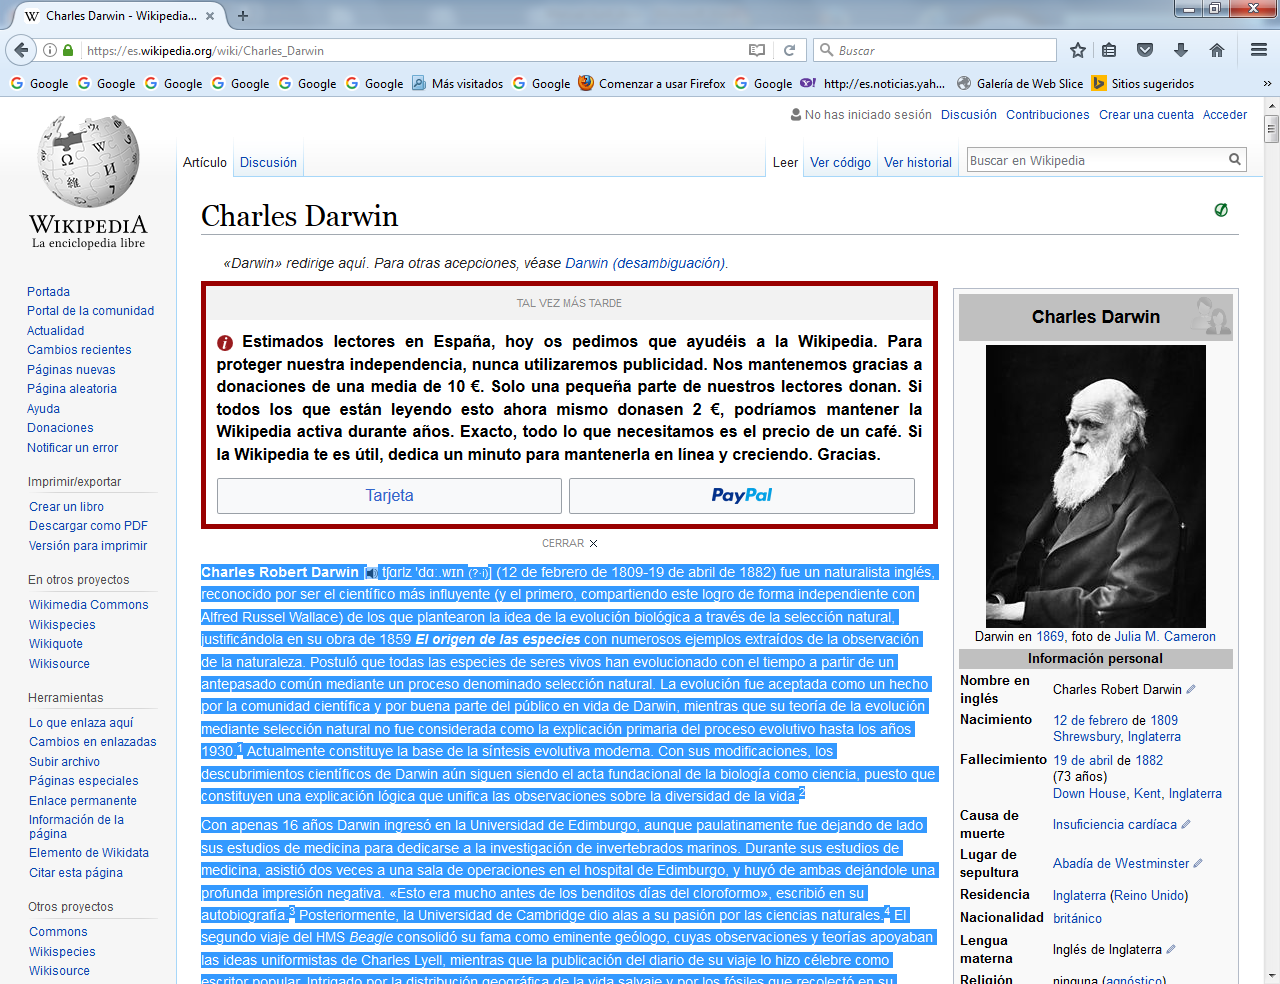 Charles Darwin - Wikipedia...
https://es.wikipedia.org/wiki/Charles_Darwin
Buscar
Google Google Google Google Google Google Más visitados Google Comenzar a usar Firefox Google http://es.noticias.yah... Galería de Web Slice Sitios sugeridos
No ha iniciado sesión Discusión Contribuciones Crear una cuenta Acceder
Artículo Discusión Leer Ver código Ver historial Buscar en Wikipedia
WIKIPEDIA
La enciclopedia libre
Portada
Portal de la comunidad
Actualidad
Cambios recientes
Páginas nuevas
Página aleatoria
Ayuda
Donaciones
Notificar un error
Imprimir/exportar
Crear un libro
Descargar como PDF
Versión para imprimir
En otros proyectos
Wikimedia Commons
Wikispecies
Wikiquote
Wikisource
Herramientas
Lo que enlaza aquí
Cambios en enlazadas
Subir archivo
Páginas especiales
Enlace permanente
Información de la
página
Elemento de Wikidata
Citar esta página
Otros proyectos
Commons
Wikispecies
Wikisource
Charles Darwin
«Darwin» redirige aquí. Para otras acepciones, véase Darwin (desambiguación).
TAL VEZ MÁS TARDE
Estimados lectores en España, hoy os pedimos que ayudéis a la Wikipedia. Para
proteger nuestra independencia, nunca utilizaremos publicidad. Nos mantenemos gracias a
donaciones de una media de 10 €. Solo una pequeña parte de nuestros lectores donan. Si
todos los que están leyendo esto ahora mismo donasen 2 €, podríamos mantener la
Wikipedia activa durante años. Exacto, todo lo que necesitamos es el precio de un café. Si
la Wikipedia te es útil, dedica un minuto para mantenerla en línea y creciendo. Gracias.
Tarjeta PayPal
CERRAR ×
Charles Robert Darwin [ tʃɑrlz 'dɑː.wɪn (?·i)] (12 de febrero de 1809-19 de abril de 1882) fue un naturalista inglés,
reconocido por ser el científico más influyente (y el primero, compartiendo este logro de forma independiente con
Alfred Russel Wallace) de los que plantearon la idea de la evolución biológica a través de la selección natural,
justificándola en su obra de 1859 El origen de las especies con numerosos ejemplos extraídos de la observación
de la naturaleza. Postuló que todas las especies de seres vivos han evolucionado con el tiempo a partir de un
antepasado común mediante un proceso denominado selección natural. La evolución fue aceptada como un hecho
por la comunidad científica y por buena parte del público en vida de Darwin, mientras que su teoría de la evolución
mediante selección natural no fue considerada como la explicación primaria del proceso evolutivo hasta los años
1930.1 Actualmente constituye la base de la síntesis evolutiva moderna. Con sus modificaciones, los
descubrimientos científicos de Darwin aún siguen siendo el acta fundacional de la biología como ciencia, puesto que
constituyen una explicación lógica que unifica las observaciones sobre la diversidad de la vida.2
Con apenas 16 años Darwin ingresó en la Universidad de Edimburgo, aunque paulatinamente fue dejando de lado
sus estudios de medicina para dedicarse a la investigación de invertebrados marinos. Durante sus estudios de
medicina, asistió dos veces a una sala de operaciones en el hospital de Edimburgo, y huyó de ambas dejándole una
profunda impresión negativa. «Esto era mucho antes de los benditos días del cloroformo», escribió en su
autobiografía.3 Posteriormente, la Universidad de Cambridge dio alas a su pasión por las ciencias naturales.4 El
segundo viaje del HMS Beagle consolidó su fama como eminente geólogo, cuyas observaciones y teorías apoyaban
las ideas uniformistas de Charles Lyell, mientras que la publicación del diario de su viaje lo hizo célebre como
escritor popular. Intrigado por la distribución geográfica de la vida salvaje y por los fósiles que recolectó en su
Charles Darwin
Darwin en 1869, foto de Julia M. Cameron
Información personal
Nombre en
inglés Charles Robert Darwin
Nacimiento 12 de febrero de 1809
Shrewsbury, Inglaterra
Fallecimiento 19 de abril de 1882
(73 años)
Down House, Kent, Inglaterra
Causa de
muerte Insuficiencia cardíaca
Lugar de
sepultura Abadía de Westminster
Residencia Inglaterra (Reino Unido)
Nacionalidad británico
Lengua
materna Inglés de Inglaterra
Religión ninguna (agnóstico)